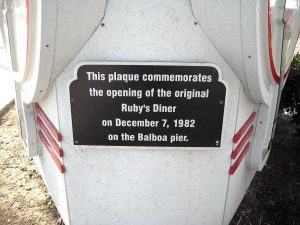 This plaque commemorates
the opening of the original
Ruby's Diner
on December 7, 1982
on the Balboa pier.